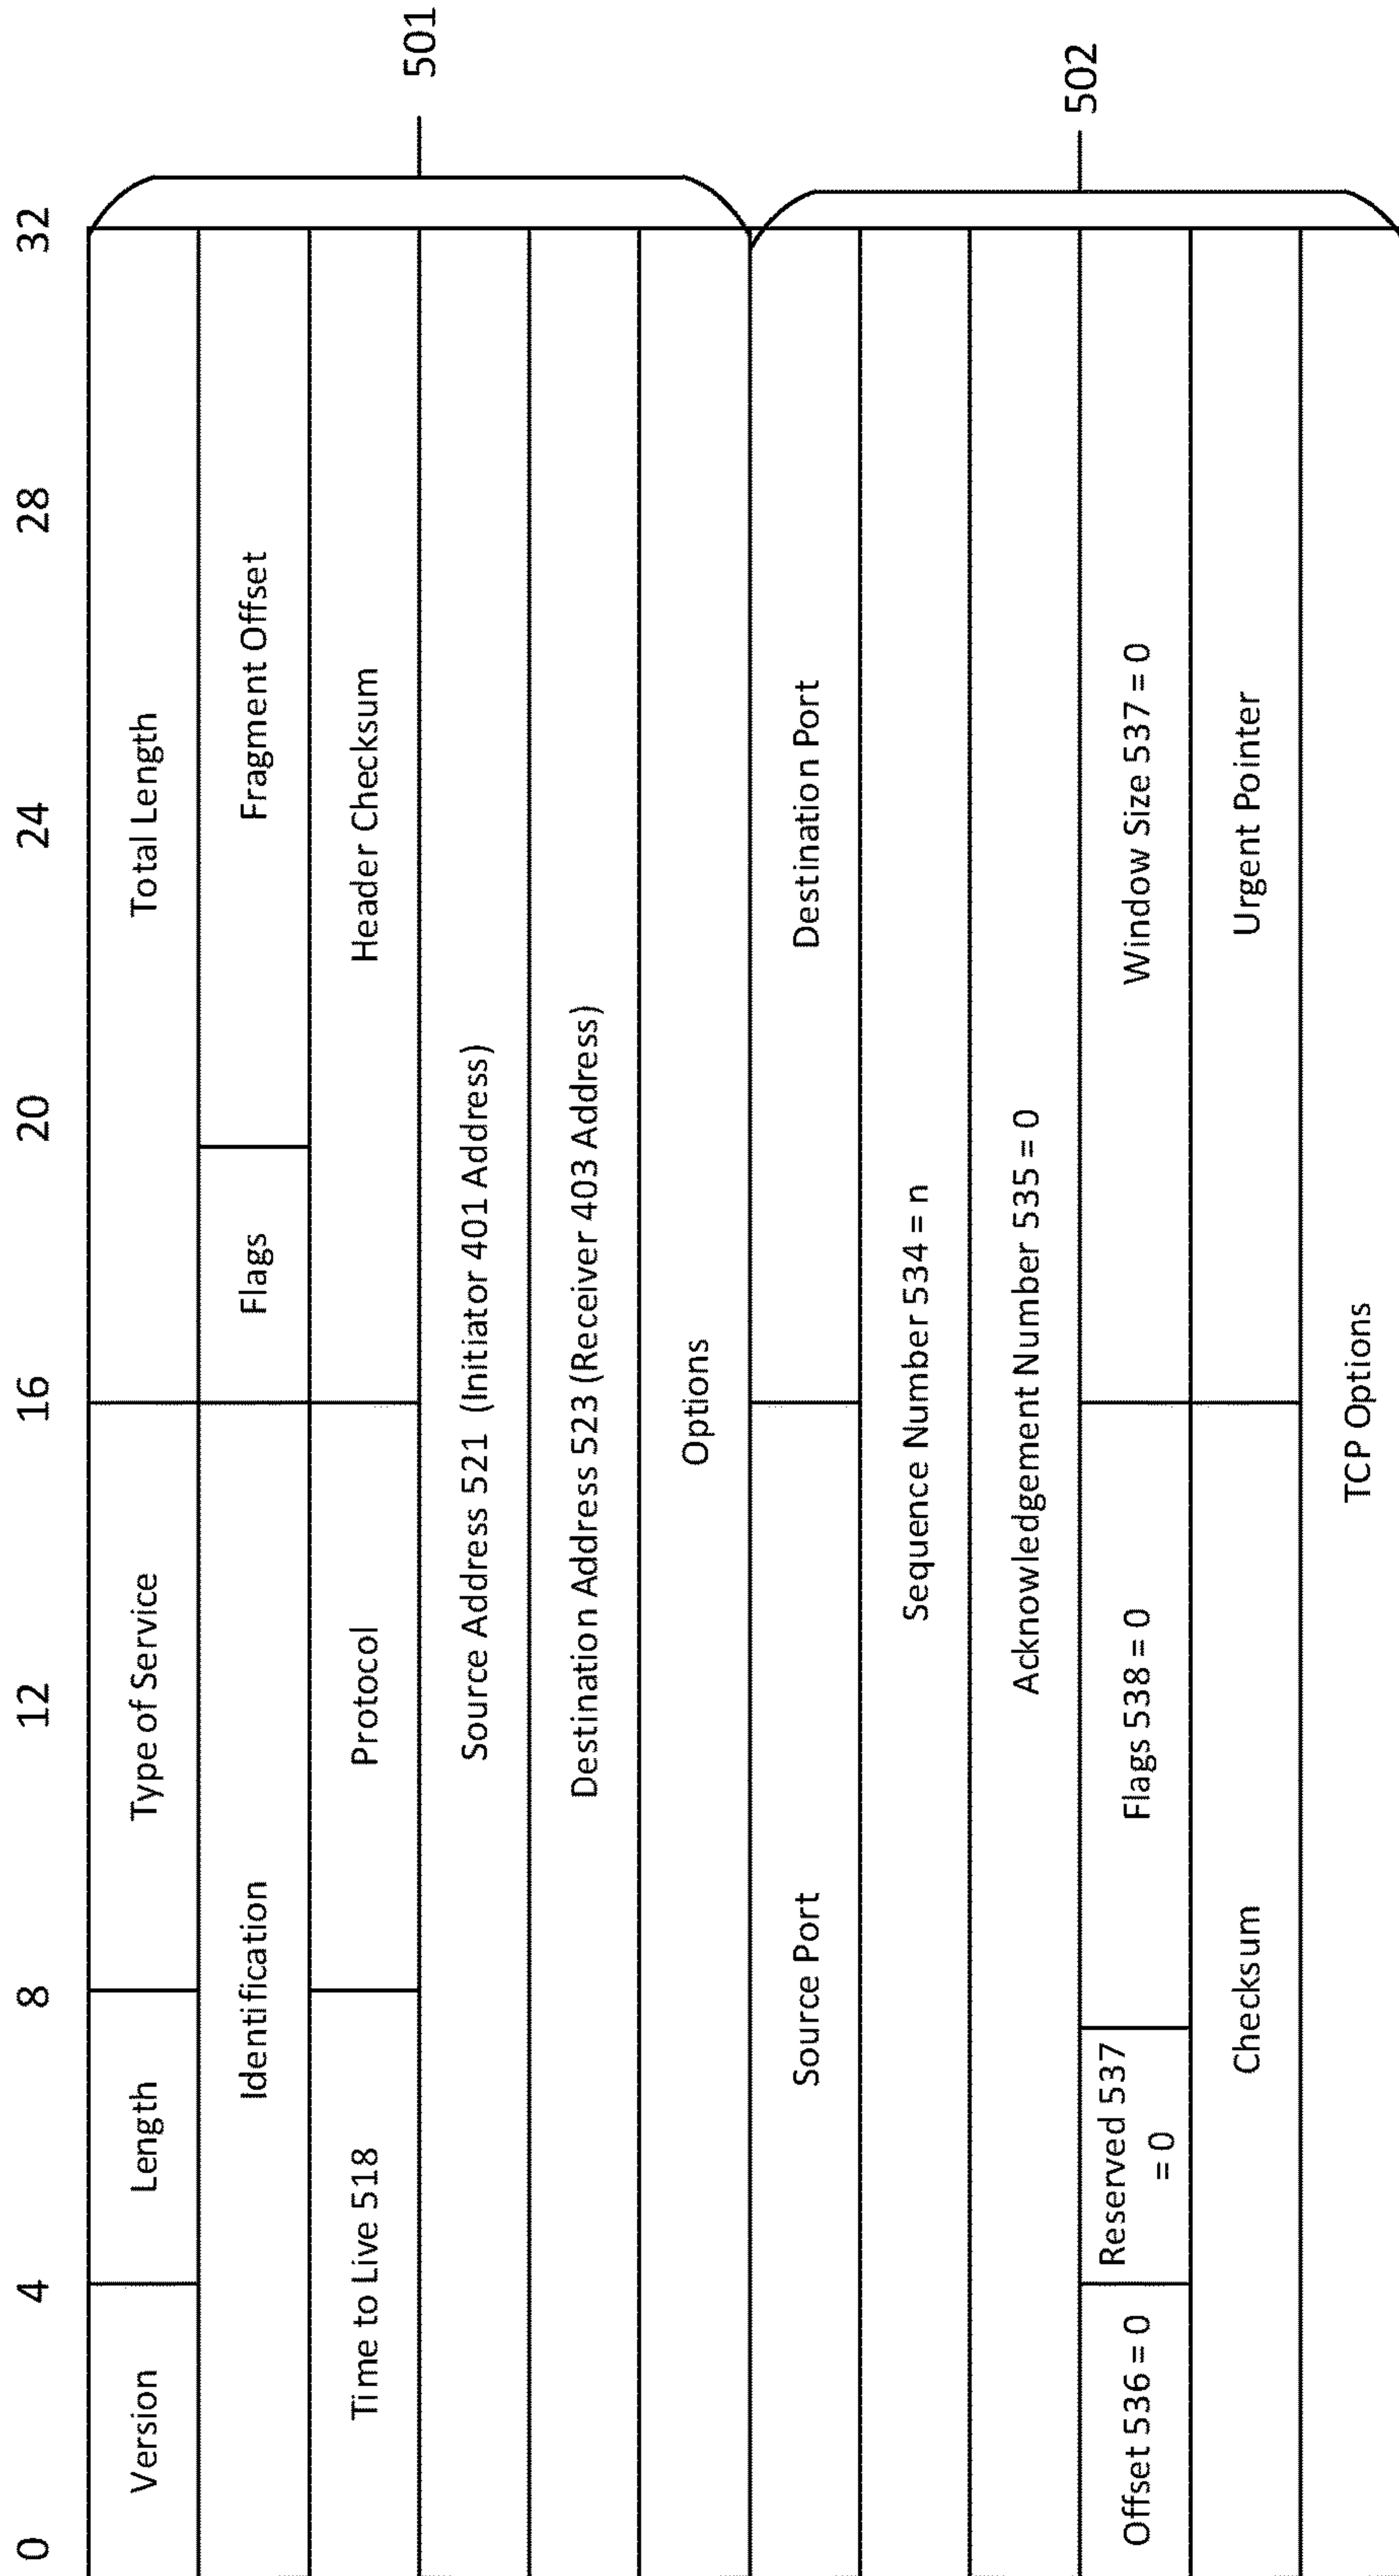 0 4 8 12 16 20 24 28 32
Version Length Type of Service Total Length
Identification Flags Fragment Offset
Time to Live 518 Protocol Header Checksum
501
Source Address 521 (Initiator 401 Address)
Destination Address 523 (Receiver 403 Address)
Options
Source Port Destination Port
Sequence Number 534 = n
Acknowledgement Number 535 = 0
502
Offset 536 = 0 Reserved 537 Flags 538 = 0 Window Size 537 = 0
= 0
Checksum Urgent Pointer
TCP Options